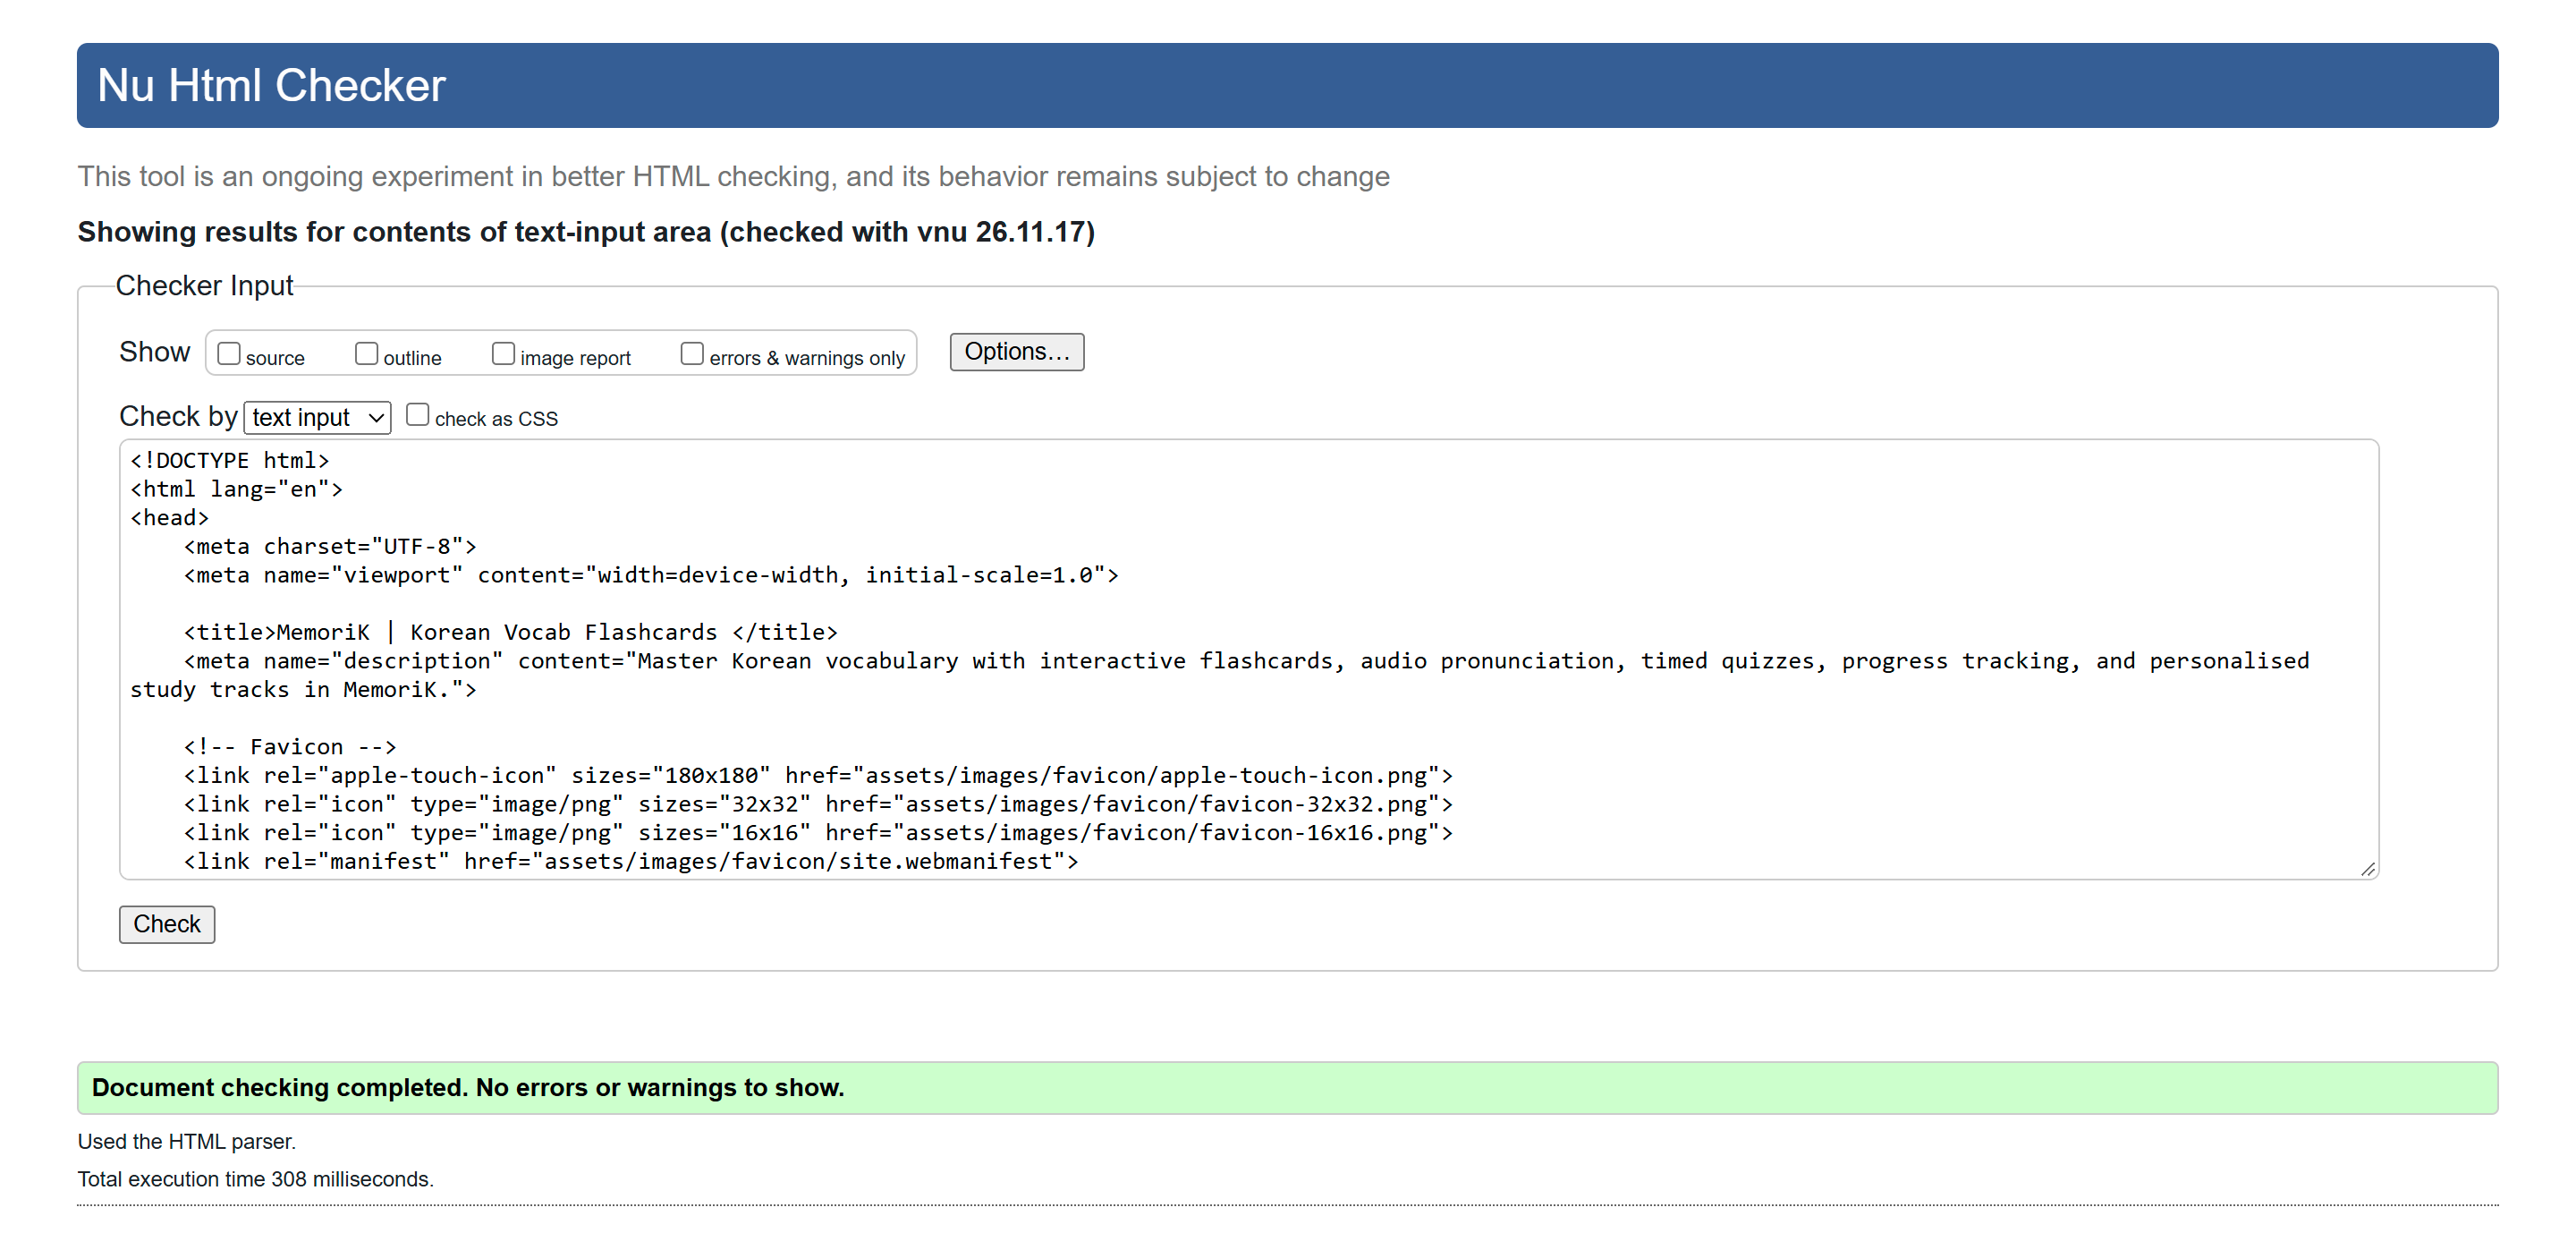 Nu Html Checker
This tool is an ongoing experiment in better HTML checking, and its behavior remains subject to change
Showing results for contents of text-input area (checked with vnu 26.11.17)
Checker Input
Show source outline image report errors & warnings only Options…
Check by text input check as CSS
<!DOCTYPE html>
<html lang="en">
<head>
    <meta charset="UTF-8">
    <meta name="viewport" content="width=device-width, initial-scale=1.0">
    <title>MemoriK | Korean Vocab Flashcards </title>
    <meta name="description" content="Master Korean vocabulary with interactive flashcards, audio pronunciation, timed quizzes, progress tracking, and personalised
study tracks in MemoriK.">
    <!-- Favicon -->
    <link rel="apple-touch-icon" sizes="180x180" href="assets/images/favicon/apple-touch-icon.png">
    <link rel="icon" type="image/png" sizes="32x32" href="assets/images/favicon/favicon-32x32.png">
    <link rel="icon" type="image/png" sizes="16x16" href="assets/images/favicon/favicon-16x16.png">
    <link rel="manifest" href="assets/images/favicon/site.webmanifest">
Check
Document checking completed. No errors or warnings to show.
Used the HTML parser.
Total execution time 308 milliseconds.